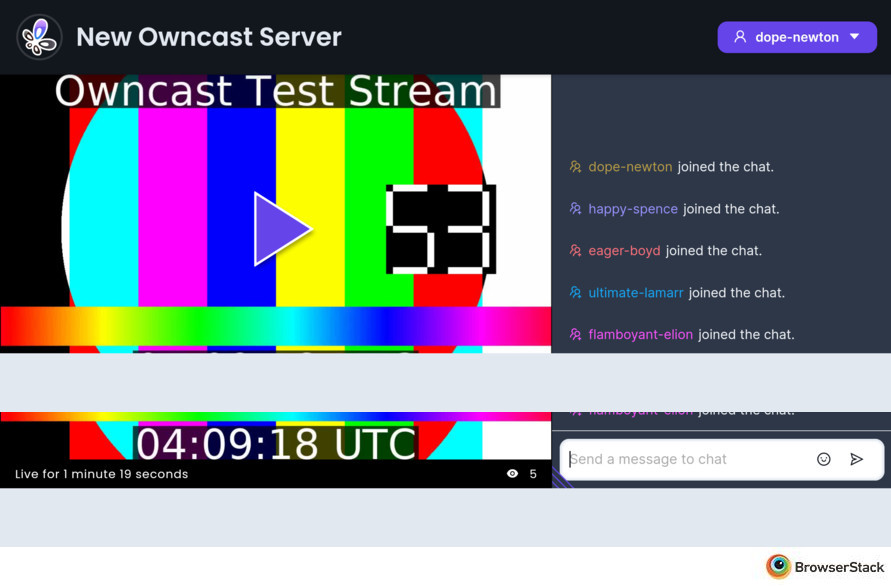 New Owncast Server
dope-newton
Owncast Test Stream
dope-newton joined the chat.
happy-spence joined the chat.
eager-boyd joined the chat.
ultimate-lamarr joined the chat.
flamboyant-elion joined the chat.
flamboyant-elion joined the chat.
04:09:18 UTC
Send a message to chat
Live for 1 minute 19 seconds
5
BrowserStack